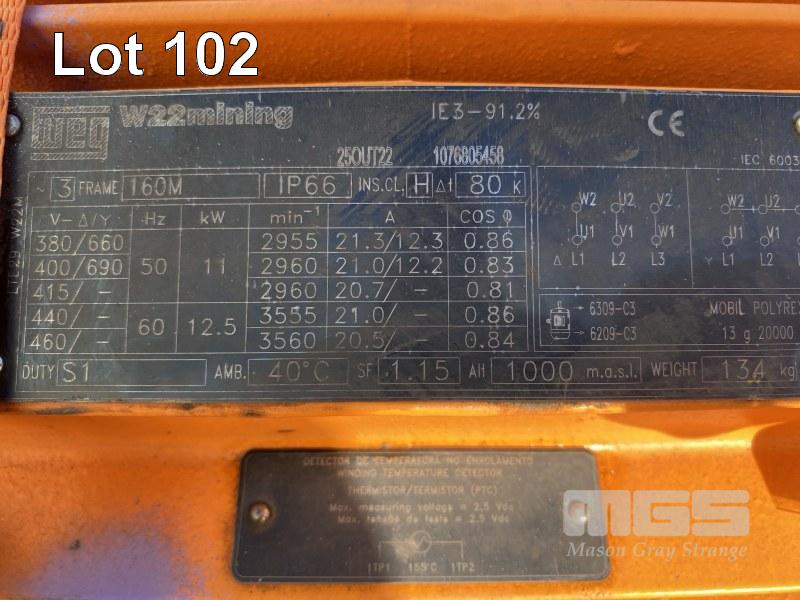 Lot 102
WEG W22mining IE3-91.2% CE
25OUT22 1076805458 IEC 6003
~ 3 FRAME 160M IP66 INS.CL. H Δt 80 K
V-Δ/Y Hz kW min⁻¹ A COS φ
380/660 50 11 2955 21.3/12.3 0.86
400/690 2960 21.0/12.2 0.83
415/ - 2960 20.7/ - 0.81
440/ - 60 12.5 3555 21.0/ - 0.86
460/ - 3560 20.5/ - 0.84
W2 U2 V2 W2 U2
U1 V1 W1 U1 V1
Δ L1 L2 L3 Y L1 L2
6309-C3 MOBIL POLYREX
6209-C3 13 g 20000
DUTY S1 AMB. 40°C SF 1.15 Alt 1000 m.a.s.l. WEIGHT 134 kg
DETECTOR DE TEMPERATURA NO ENROLAMENTO
WINDING TEMPERATURE DETECTOR
THERMISTOR/TERMISTOR (PTC)
Max. measuring voltage = 2,5 Vdc
Max. tensão de teste = 2.5 Vdc
1TP1 155°C 1TP2
MGS
Mason Gray Strange